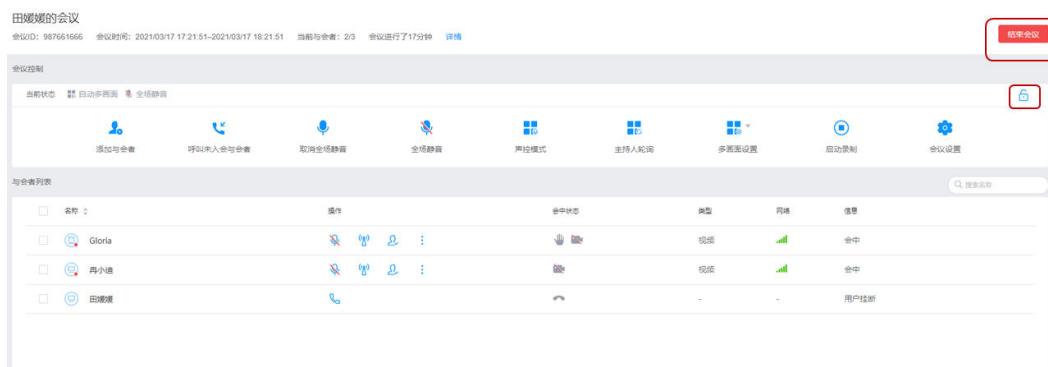 田媛媛的会议
会议ID：987661666 会议时间：2021/03/17 17:21:51–2021/03/17 18:21:51 当前与会者：2/3 会议进行了17分钟 详情
结束会议
会议控制
当前状态 自动多画面 全场静音
添加与会者 呼叫未入会与会者 取消全场静音 全场静音 声控模式 主持人轮询 多画面设置 启动录制 会议设置
与会者列表 搜索名称
名称 操作 会中状态 类型 网络 信息
Gloria 视频 会中
冉小迪 视频 会中
田媛媛 - - 用户挂断